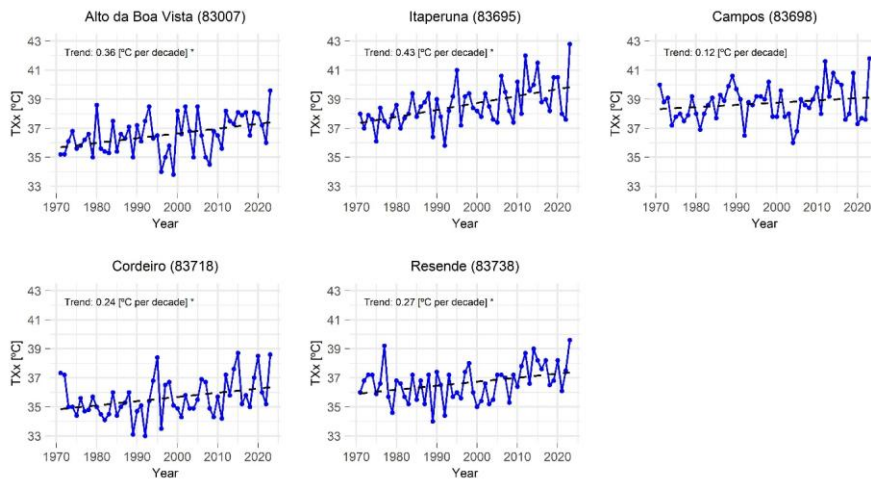 Alto da Boa Vista (83007)
Trend: 0.36 [ºC per decade] *
TXx [ºC]
43
41
39
37
35
33
1970 1980 1990 2000 2010 2020
Year
Itaperuna (83695)
Trend: 0.43 [ºC per decade] *
TXx [ºC]
43
41
39
37
35
33
1970 1980 1990 2000 2010 2020
Year
Campos (83698)
Trend: 0.12 [ºC per decade]
TXx [ºC]
43
41
39
37
35
33
1970 1980 1990 2000 2010 2020
Year
Cordeiro (83718)
Trend: 0.24 [ºC per decade] *
TXx [ºC]
43
41
39
37
35
33
1970 1980 1990 2000 2010 2020
Year
Resende (83738)
Trend: 0.27 [ºC per decade] *
TXx [ºC]
43
41
39
37
35
33
1970 1980 1990 2000 2010 2020
Year